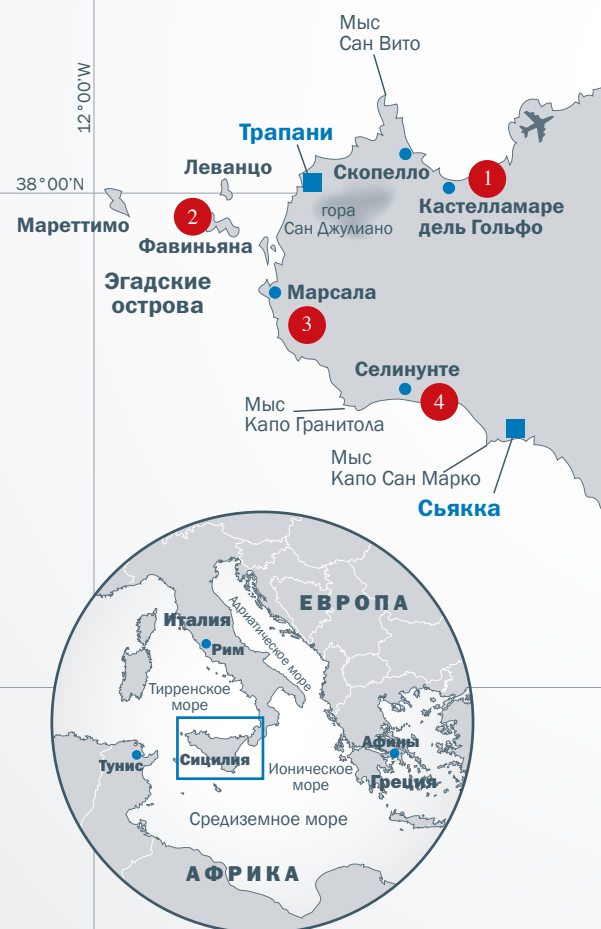 Мыс
Сан Вито
12°00'W
Трапани
Леванцо
Скопелло
1
38°00'N
2
гора
Сан Джулиано
Кастелламаре
дель Гольфо
Мареттимо
Фавиньяна
Эгадские
острова
Марсала
3
Селинунте
4
Мыс
Капо Гранитола
Мыс
Капо Сан Марко
Сьякка
ЕВРОПА
Италия
Адриатическое море
Рим
Тирренское
море
Афины
Тунис
Сицилия
Ионическое
море
Греция
Средиземное море
АФРИКА